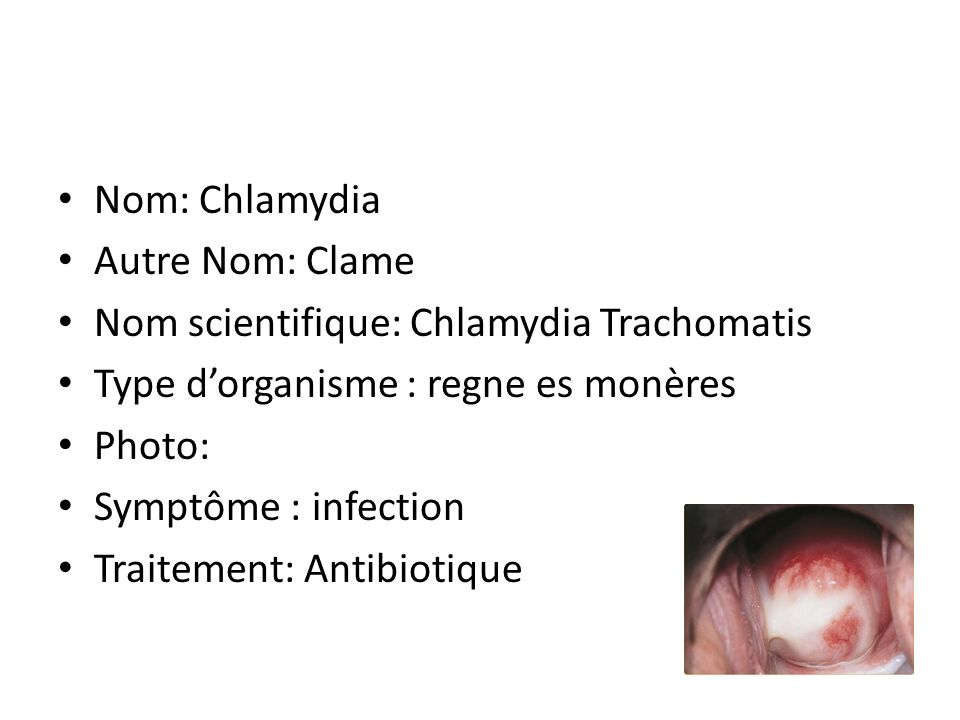 • Nom: Chlamydia
• Autre Nom: Clame
• Nom scientifique: Chlamydia Trachomatis
• Type d’organisme : regne es monères
• Photo:
• Symptôme : infection
• Traitement: Antibiotique